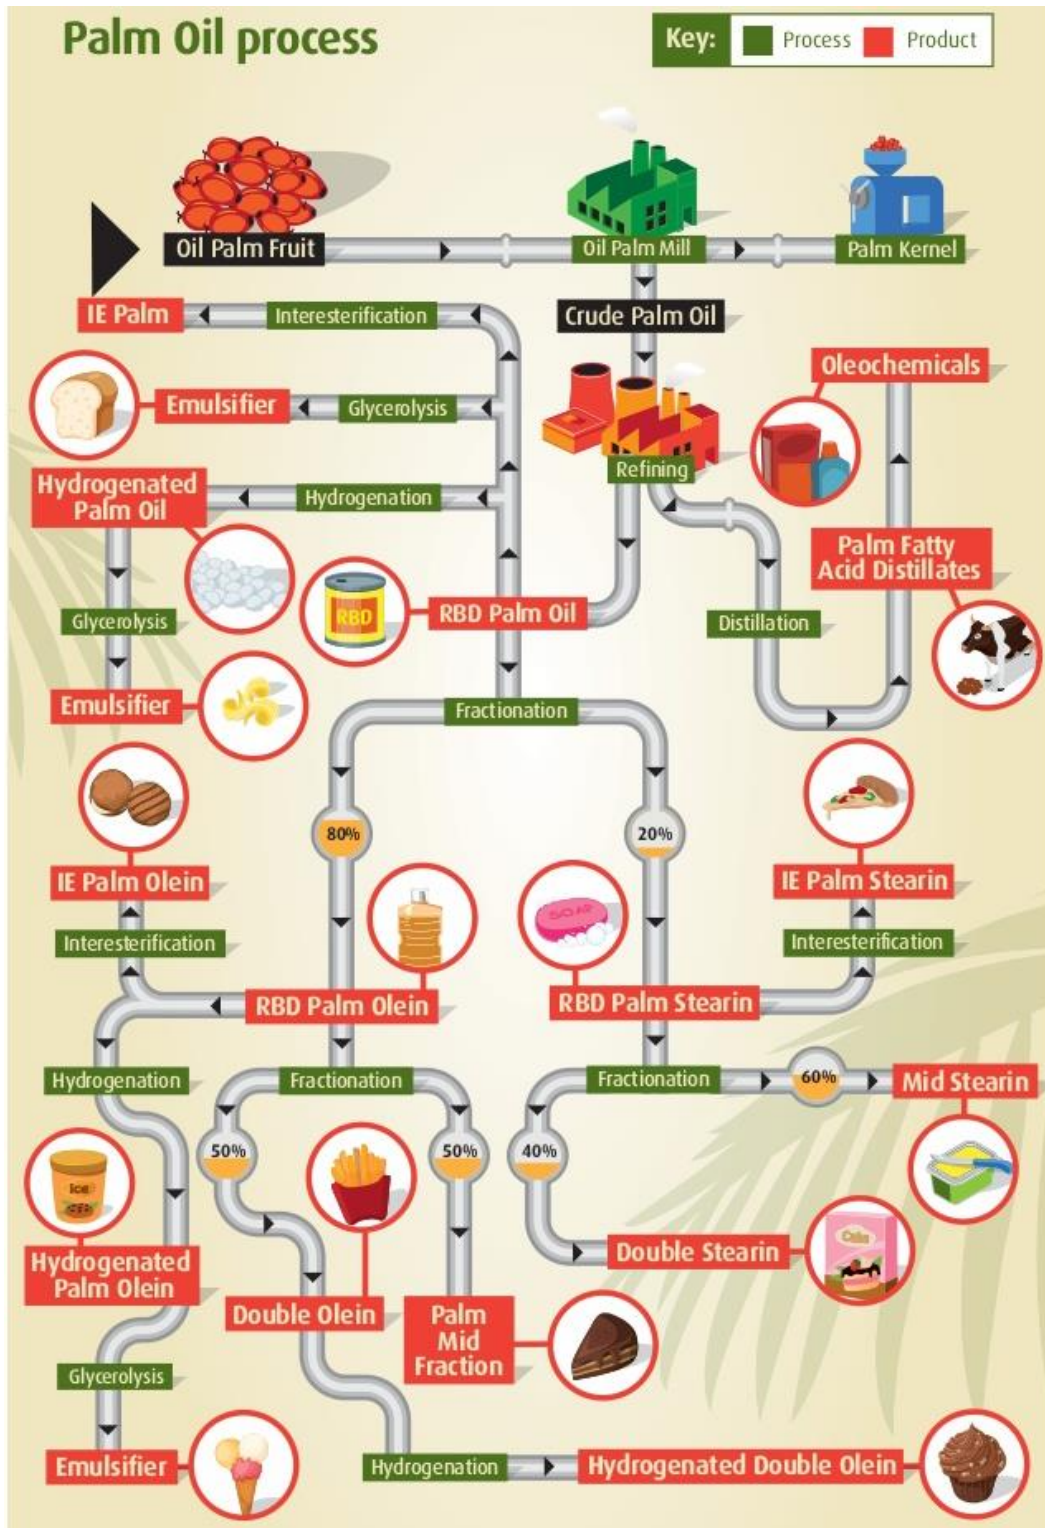 Palm Oil process
Key:
Process
Product
Oil Palm Fruit
Oil Palm Mill
Palm Kernel
IE Palm
Interesterification
Crude Palm Oil
Oleochemicals
Emulsifier
Glycerolysis
Refining
Hydrogenated
Palm Oil
Hydrogenation
Palm Fatty
Acid Distillates
RBD
RBD Palm Oil
Glycerolysis
Distillation
Emulsifier
Fractionation
80%
20%
IE Palm Olein
IE Palm Stearin
SOAP
Interesterification
Interesterification
RBD Palm Olein
RBD Palm Stearin
Hydrogenation
Fractionation
Fractionation
60%
Mid Stearin
50%
50%
40%
Ice
Hydrogenated
Palm Olein
Double Stearin
Cake
Double Olein
Palm
Mid
Fraction
Glycerolysis
Emulsifier
Hydrogenation
Hydrogenated Double Olein